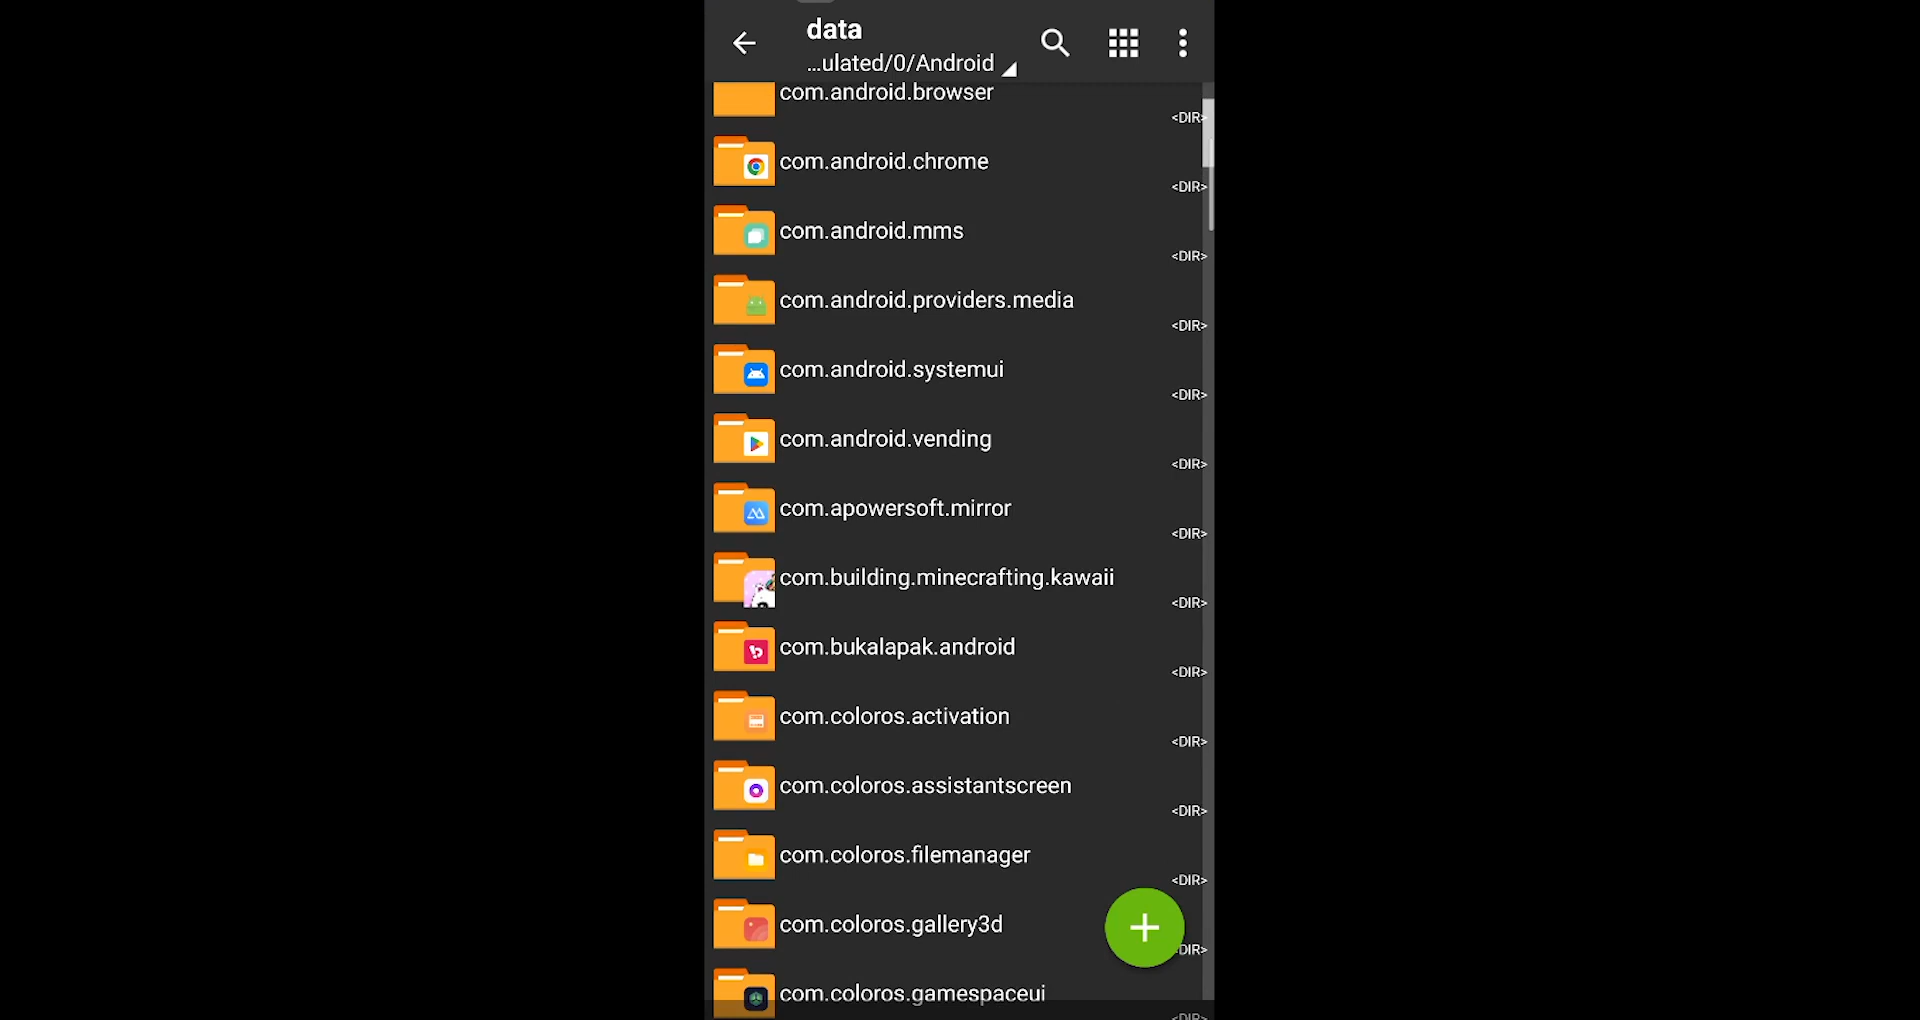 data
...ulated/0/Android
com.android.browser
<DIR>
com.android.chrome
<DIR>
com.android.mms
<DIR>
com.android.providers.media
<DIR>
com.android.systemui
<DIR>
com.android.vending
<DIR>
com.apowersoft.mirror
<DIR>
com.building.minecrafting.kawaii
<DIR>
com.bukalapak.android
<DIR>
com.coloros.activation
<DIR>
com.coloros.assistantscreen
<DIR>
com.coloros.filemanager
<DIR>
com.coloros.gallery3d
DIR>
com.coloros.gamespaceui
<DIR>